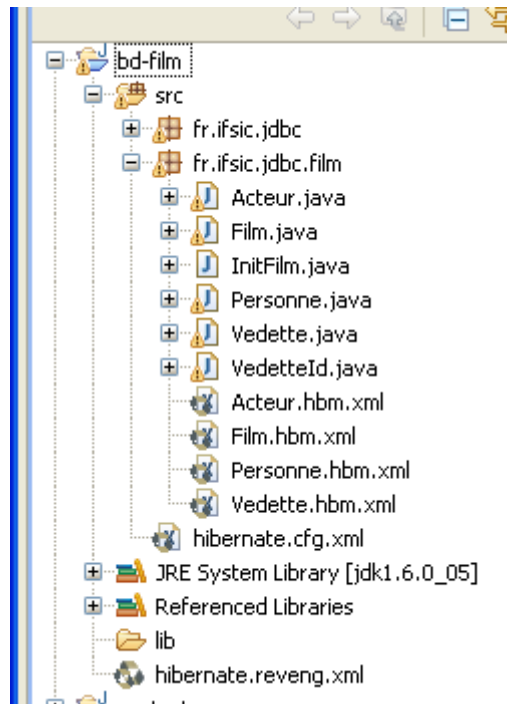 bd-film
src
fr.ifsic.jdbc
fr.ifsic.jdbc.film
Acteur.java
Film.java
InitFilm.java
Personne.java
Vedette.java
VedetteId.java
Acteur.hbm.xml
Film.hbm.xml
Personne.hbm.xml
Vedette.hbm.xml
hibernate.cfg.xml
JRE System Library [jdk1.6.0_05]
Referenced Libraries
lib
hibernate.reveng.xml